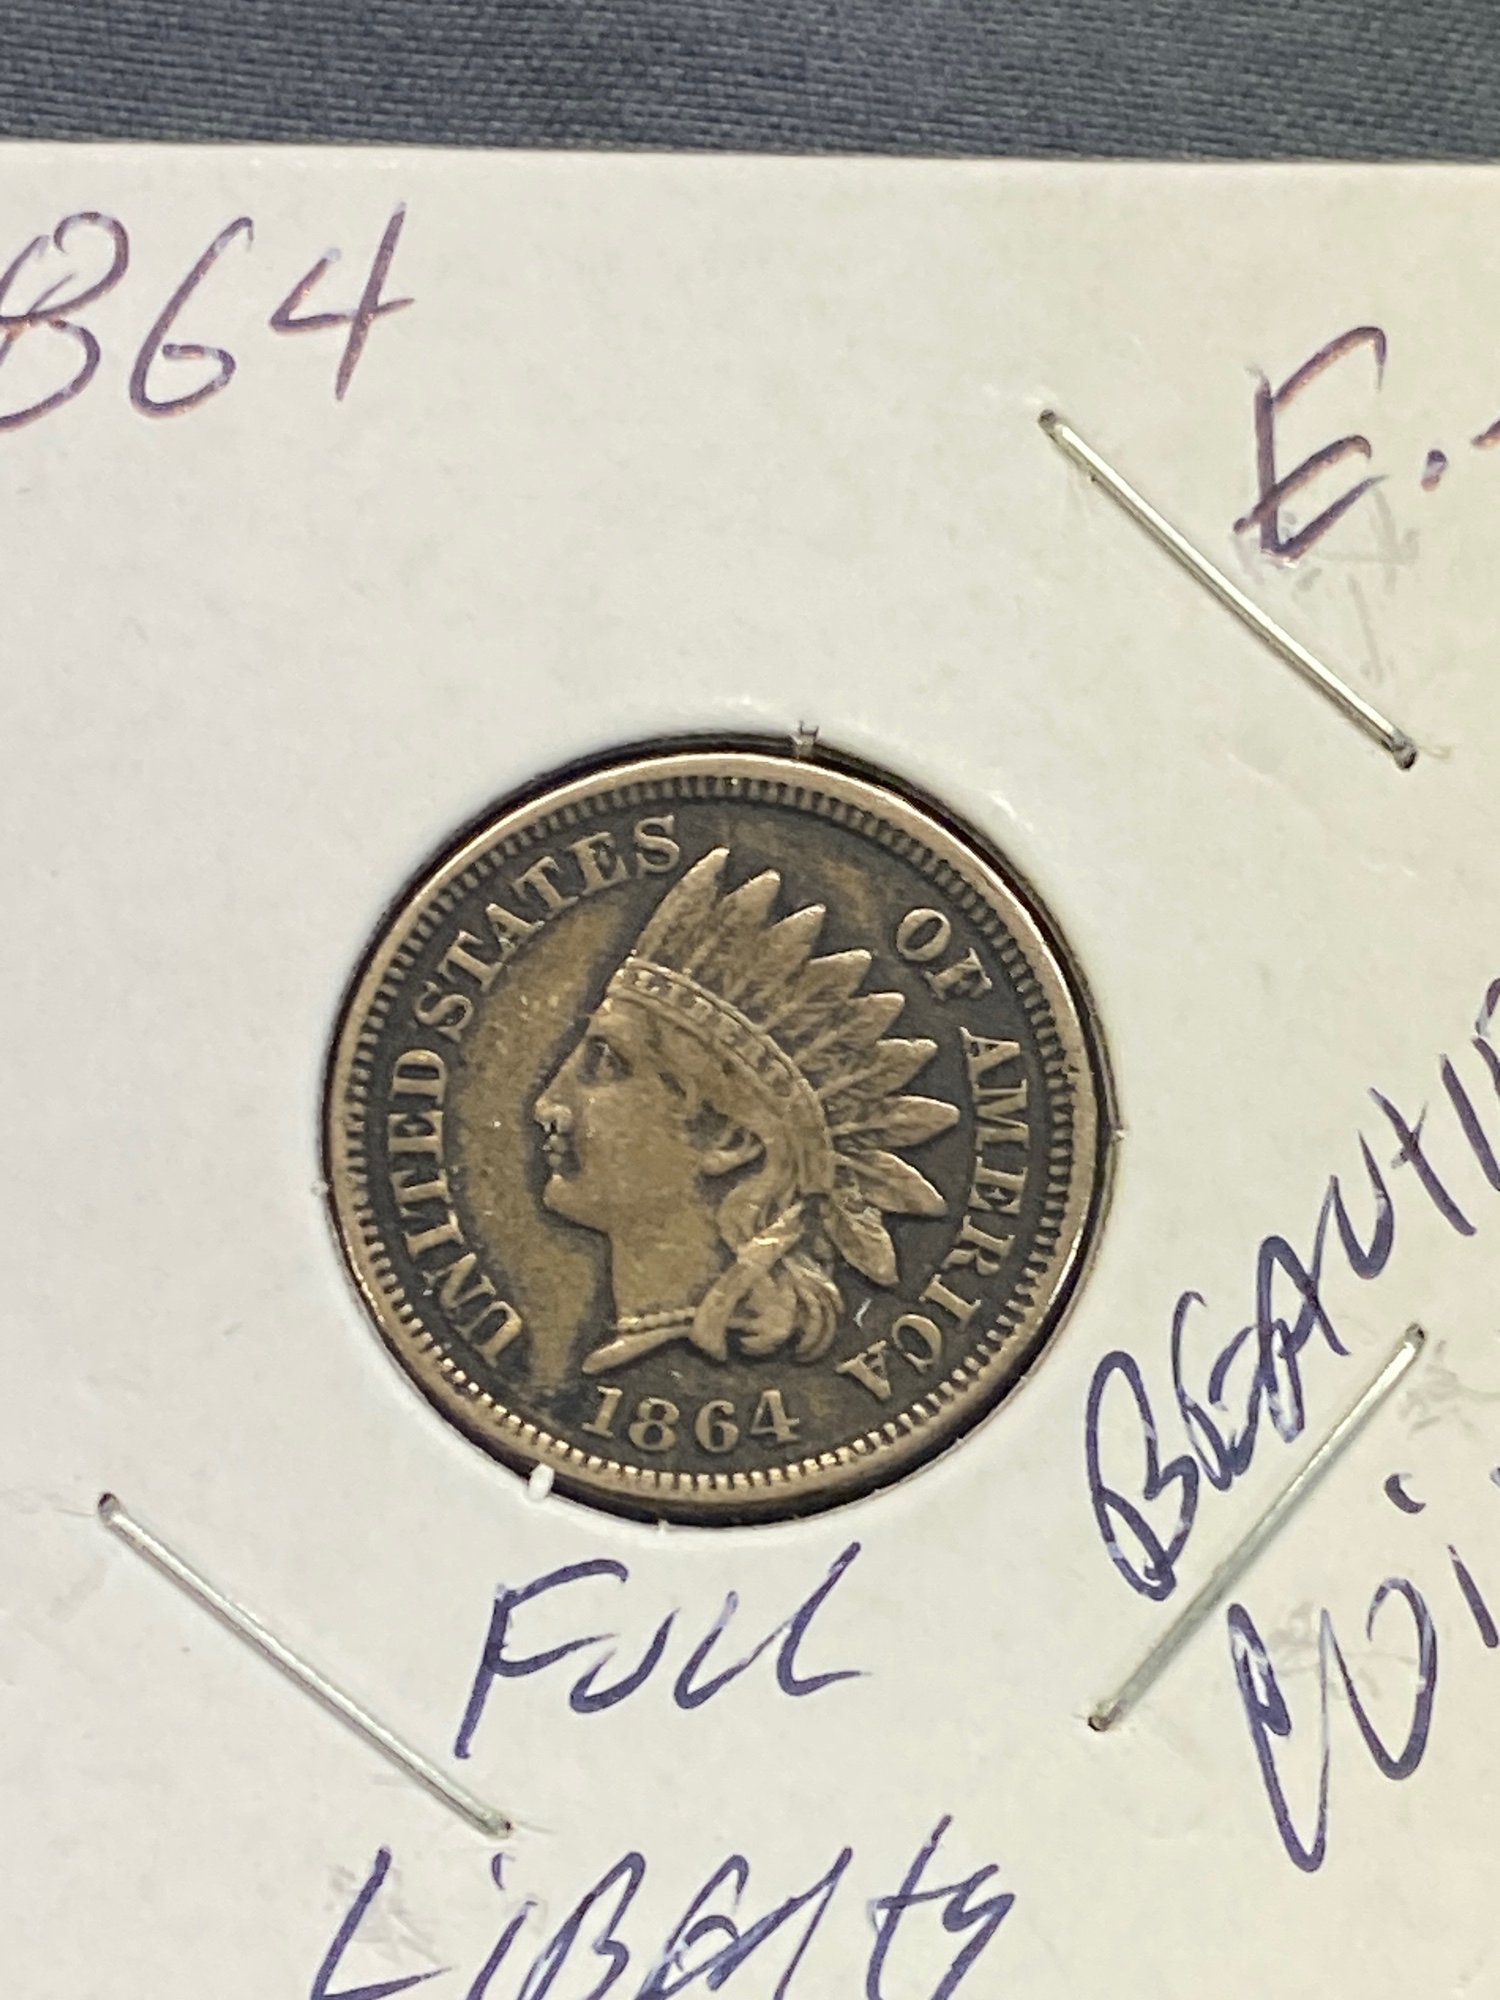 864
E.
UNITED STATES OF AMERICA
LIBERTY
1864
BEAUTI
COI
FULL
LIBERTY